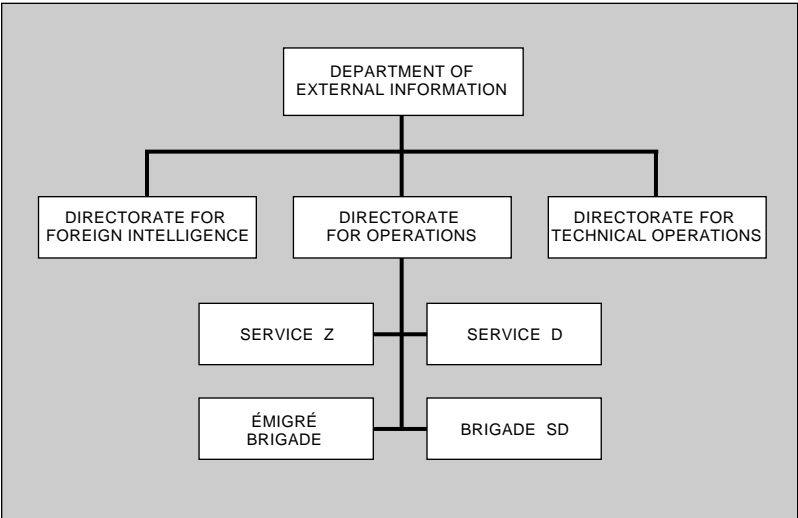 DEPARTMENT OF
EXTERNAL INFORMATION
DIRECTORATE FOR
FOREIGN INTELLIGENCE
DIRECTORATE
FOR OPERATIONS
DIRECTORATE FOR
TECHNICAL OPERATIONS
SERVICE Z
SERVICE D
ÉMIGRÉ
BRIGADE
BRIGADE SD